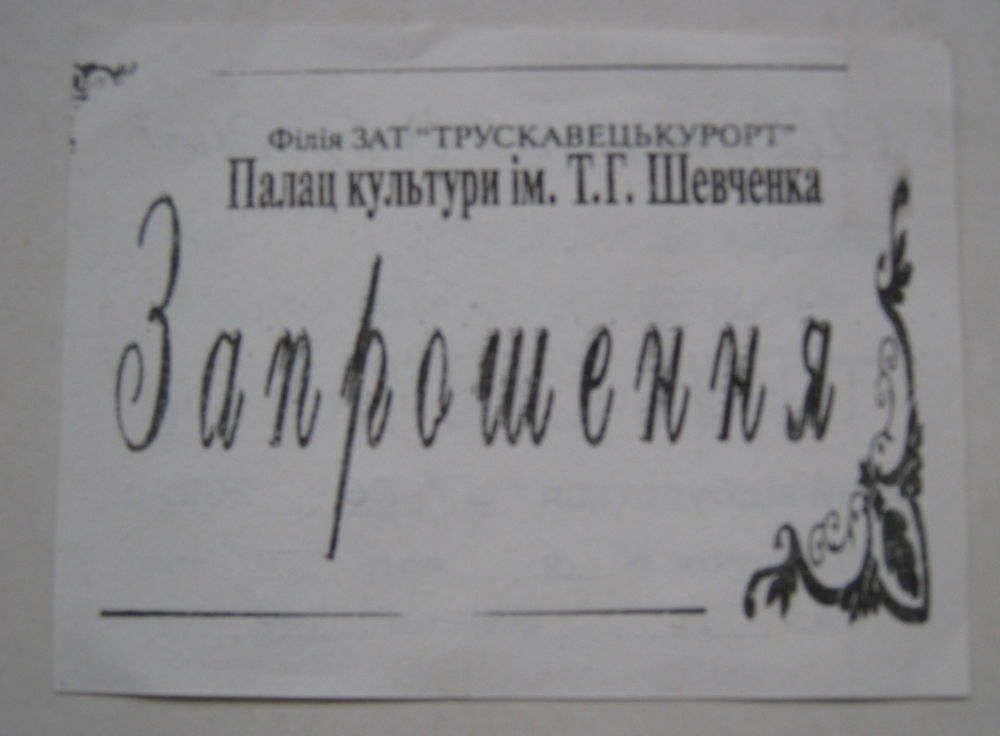 Філія ЗАТ "ТРУСКАВЕЦЬКУРОРТ"
Палац культури ім. Т.Г. Шевченка
Запрошення